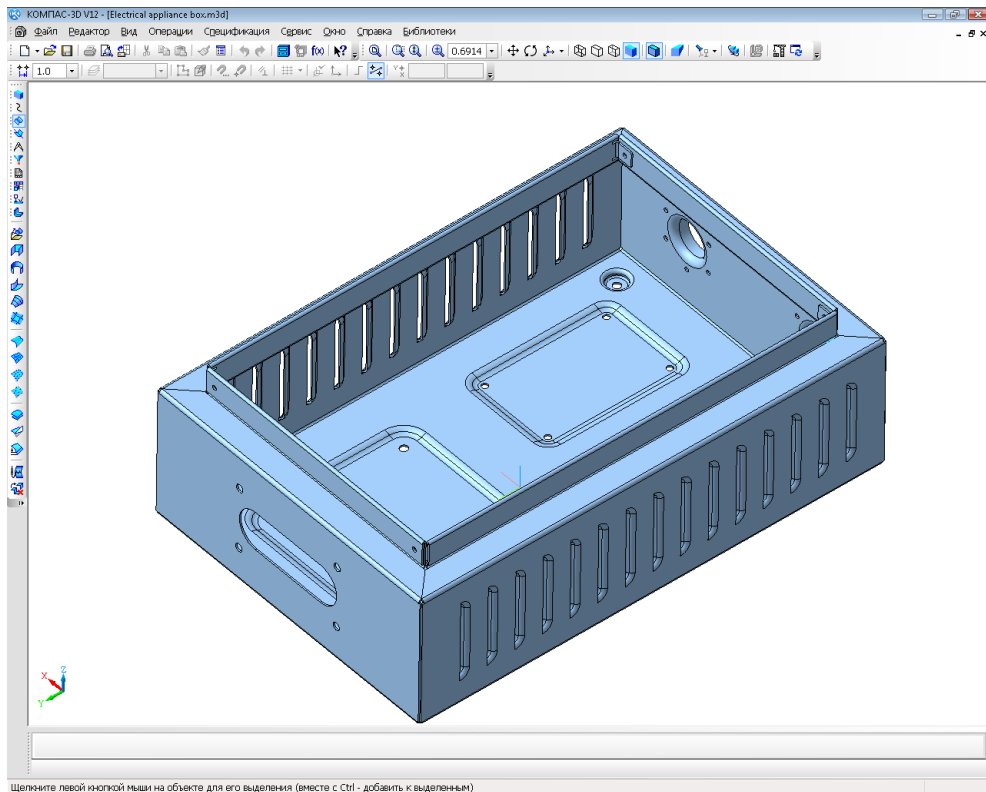 КОМПАС-3D V12 - [Electrical appliance box.m3d]
Файл Редактор Вид Операции Спецификация Сервис Окно Справка Библиотеки
f(x) 0.6914
1.0
X Z Y
Щелкните левой кнопкой мыши на объекте для его выделения (вместе с Ctrl - добавить к выделенным)